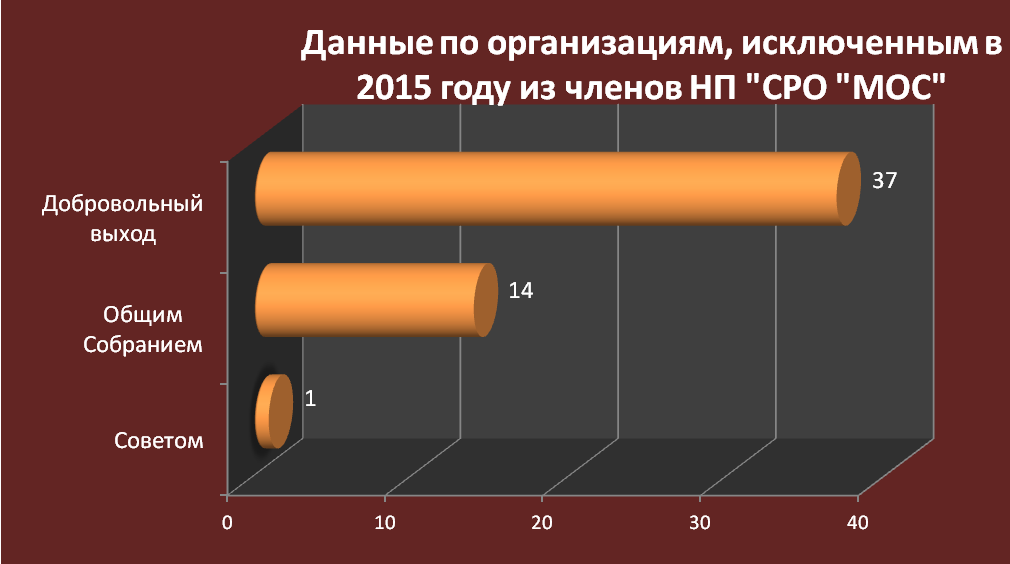 Данные по организациям, исключенным в
2015 году из членов НП "СРО "МОС"
Добровольный
выход
37
Общим
Собранием
14
Советом
1
0
10
20
30
40